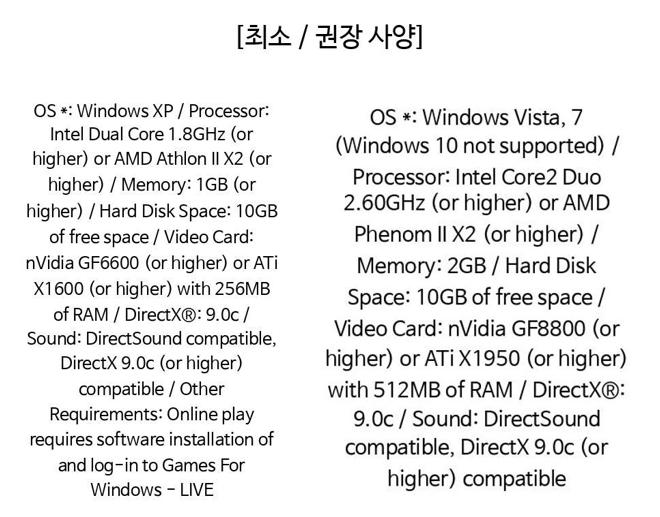 [최소 / 권장 사양]
OS *: Windows XP / Processor:
Intel Dual Core 1.8GHz (or
higher) or AMD Athlon II X2 (or
higher) / Memory: 1GB (or
higher) / Hard Disk Space: 10GB
of free space / Video Card:
nVidia GF6600 (or higher) or ATi
X1600 (or higher) with 256MB
of RAM / DirectX®: 9.0c /
Sound: DirectSound compatible,
DirectX 9.0c (or higher)
compatible / Other
Requirements: Online play
requires software installation of
and log-in to Games For
Windows - LIVE
OS *: Windows Vista, 7
(Windows 10 not supported) /
Processor: Intel Core2 Duo
2.60GHz (or higher) or AMD
Phenom II X2 (or higher) /
Memory: 2GB / Hard Disk
Space: 10GB of free space /
Video Card: nVidia GF8800 (or
higher) or ATi X1950 (or higher)
with 512MB of RAM / DirectX®:
9.0c / Sound: DirectSound
compatible, DirectX 9.0c (or
higher) compatible